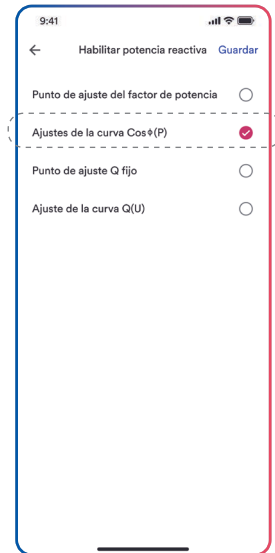 9:41
Habilitar potencia reactiva Guardar
Punto de ajuste del factor de potencia
Ajustes de la curva CosΦ(P)
Punto de ajuste Q fijo
Ajuste de la curva Q(U)